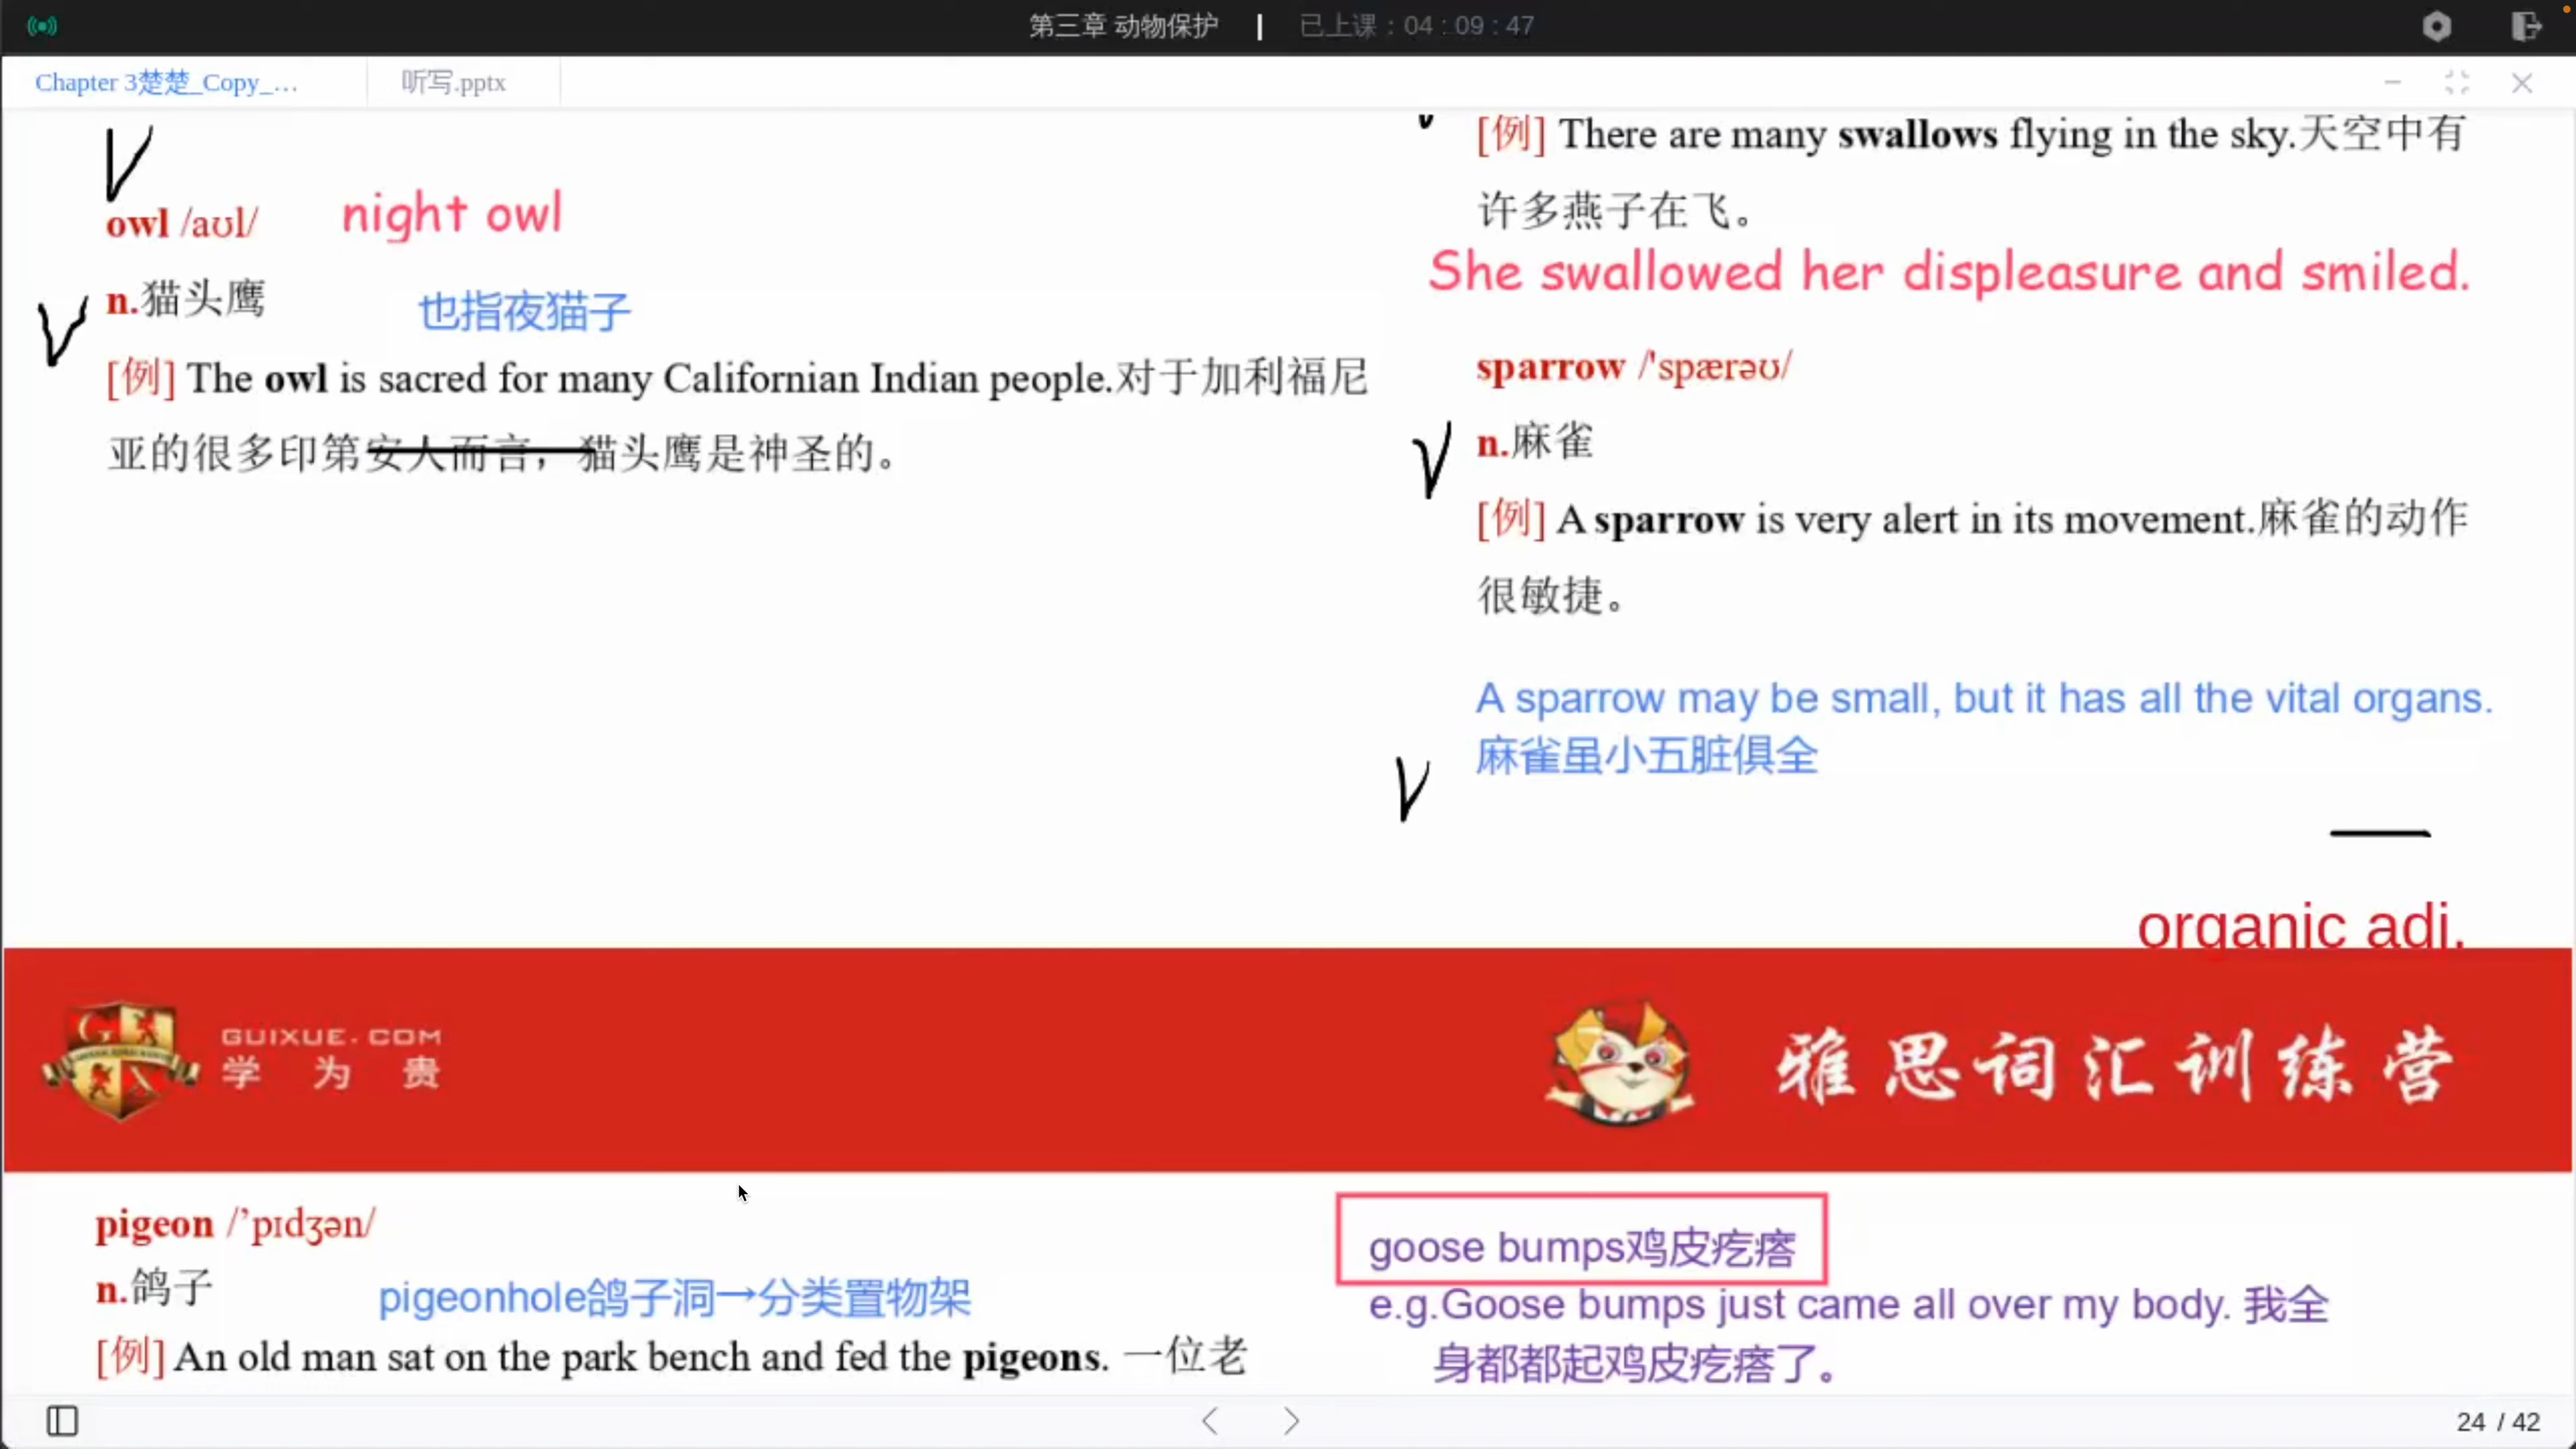 第三章 动物保护 | 已上课：04 : 09 : 47
Chapter 3楚楚_Copy_… 听写.pptx
owl /aʊl/ night owl
n.猫头鹰 也指夜猫子
[例] The owl is sacred for many Californian Indian people.对于加利福尼
亚的很多印第安人而言，猫头鹰是神圣的。
[例] There are many swallows flying in the sky.天空中有
许多燕子在飞。
She swallowed her displeasure and smiled.
sparrow /'spærəʊ/
n.麻雀
[例] A sparrow is very alert in its movement.麻雀的动作
很敏捷。
A sparrow may be small, but it has all the vital organs.
麻雀虽小五脏俱全
organic adj.
GUIXUE.COM
学为贵
雅思词汇训练营
pigeon /’pɪdʒən/
n.鸽子 pigeonhole鸽子洞→分类置物架
[例] An old man sat on the park bench and fed the pigeons. 一位老
goose bumps鸡皮疙瘩
e.g.Goose bumps just came all over my body. 我全
身都都起鸡皮疙瘩了。
24 / 42